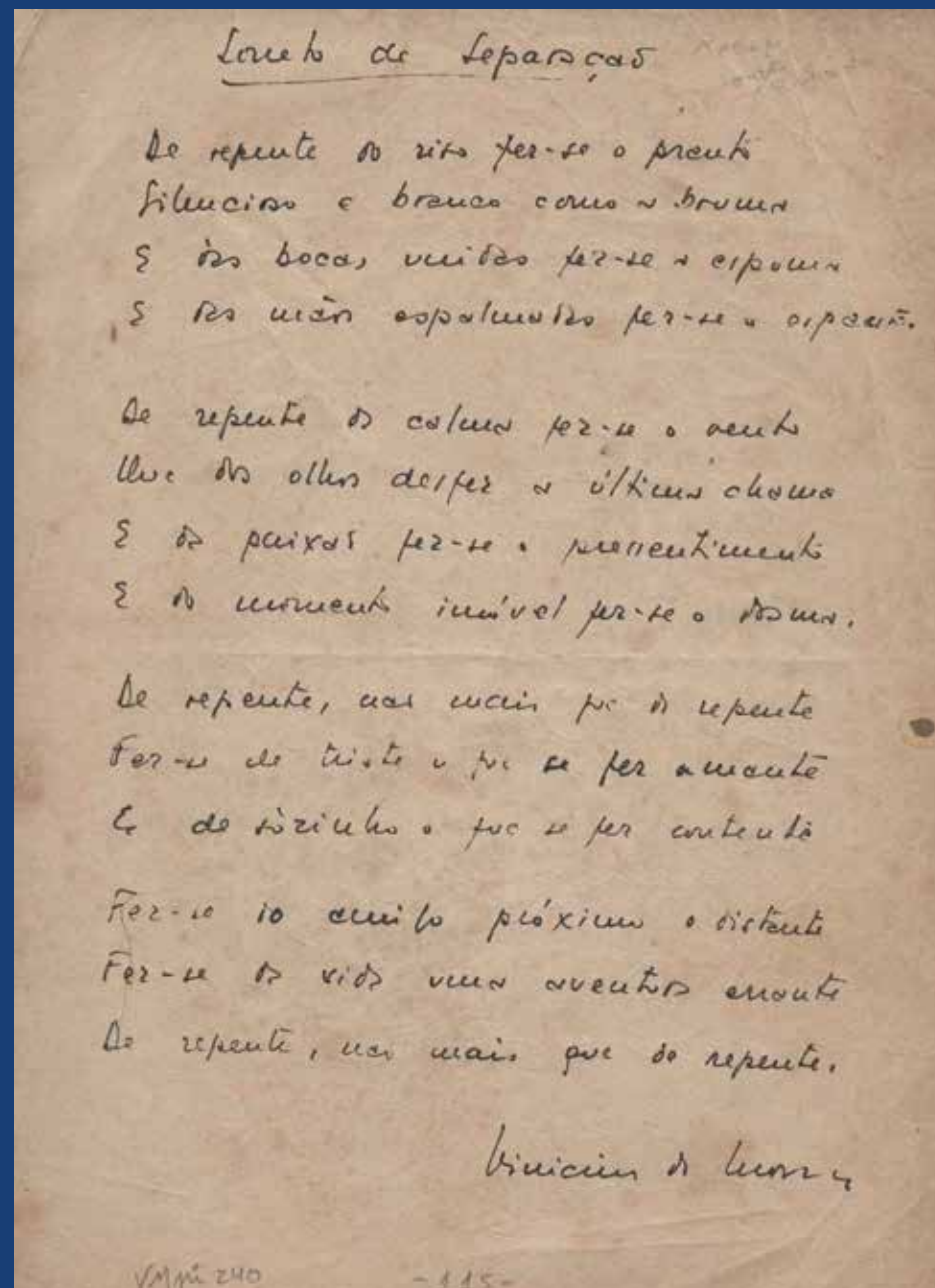 Soneto de Separação
De repente do riso fez-se o pranto
Silencioso e branco como a bruma
E das bocas unidas fez-se a espuma
E das mãos espalmadas fez-se o espanto.
De repente da calma fez-se o vento
Que dos olhos desfez a última chama
E da paixão fez-se o pressentimento
E do momento imóvel fez-se o drama.
De repente, não mais que de repente
Fez-se de triste o que se fez amante
E de sòzinho o que se fez contente
Fez-se do amigo próximo o distante
Fez-se da vida uma aventura errante
De repente, não mais que de repente.
Vinicius de Moraes
VMpi 240
-115-